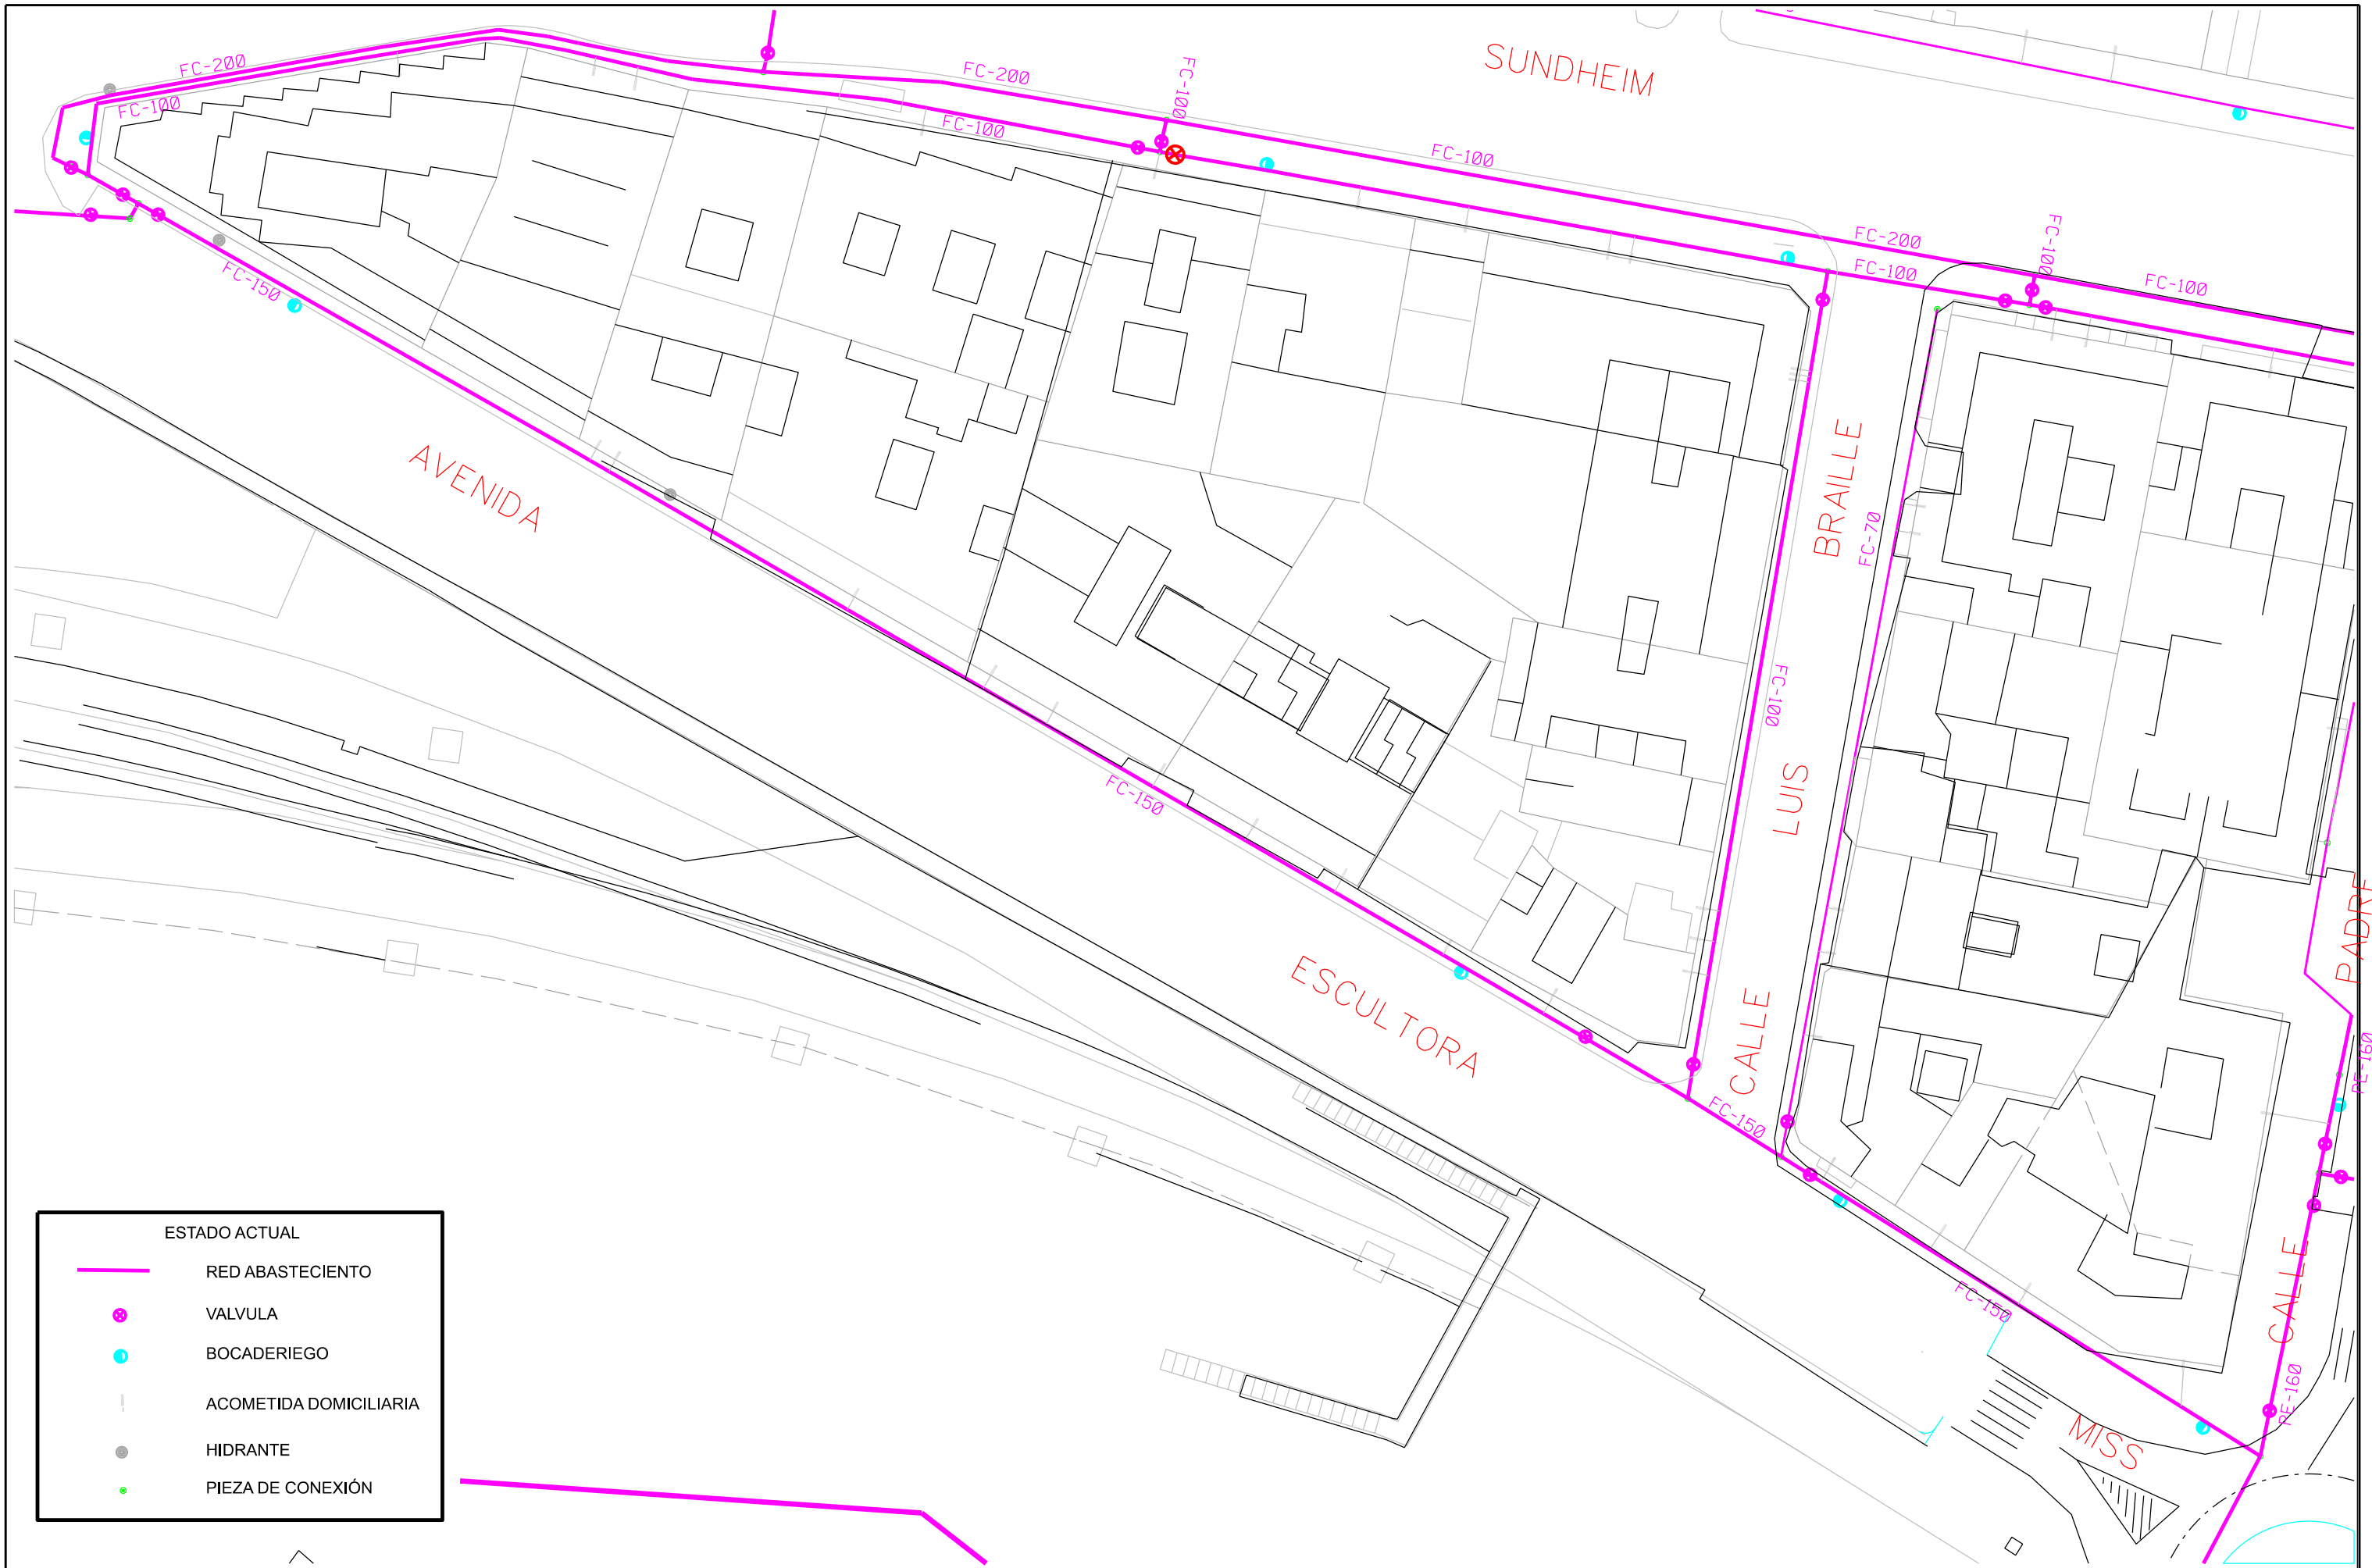 SUNDHEIM
FC-200
FC-100
FC-200
FC-100
FC-100
FC-100
FC-200
FC-100
FC-100
FC-100
FC-150
AVENIDA
BRAILLE
FC-70
FC-100
LUIS
FC-150
PADRE
ESCULTORA
CALLE
PE-160
FC-150
CALLE
FC-150
PE-160
MISS
ESTADO ACTUAL
RED ABASTECIENTO
VALVULA
BOCADERIEGO
ACOMETIDA DOMICILIARIA
HIDRANTE
PIEZA DE CONEXIÓN